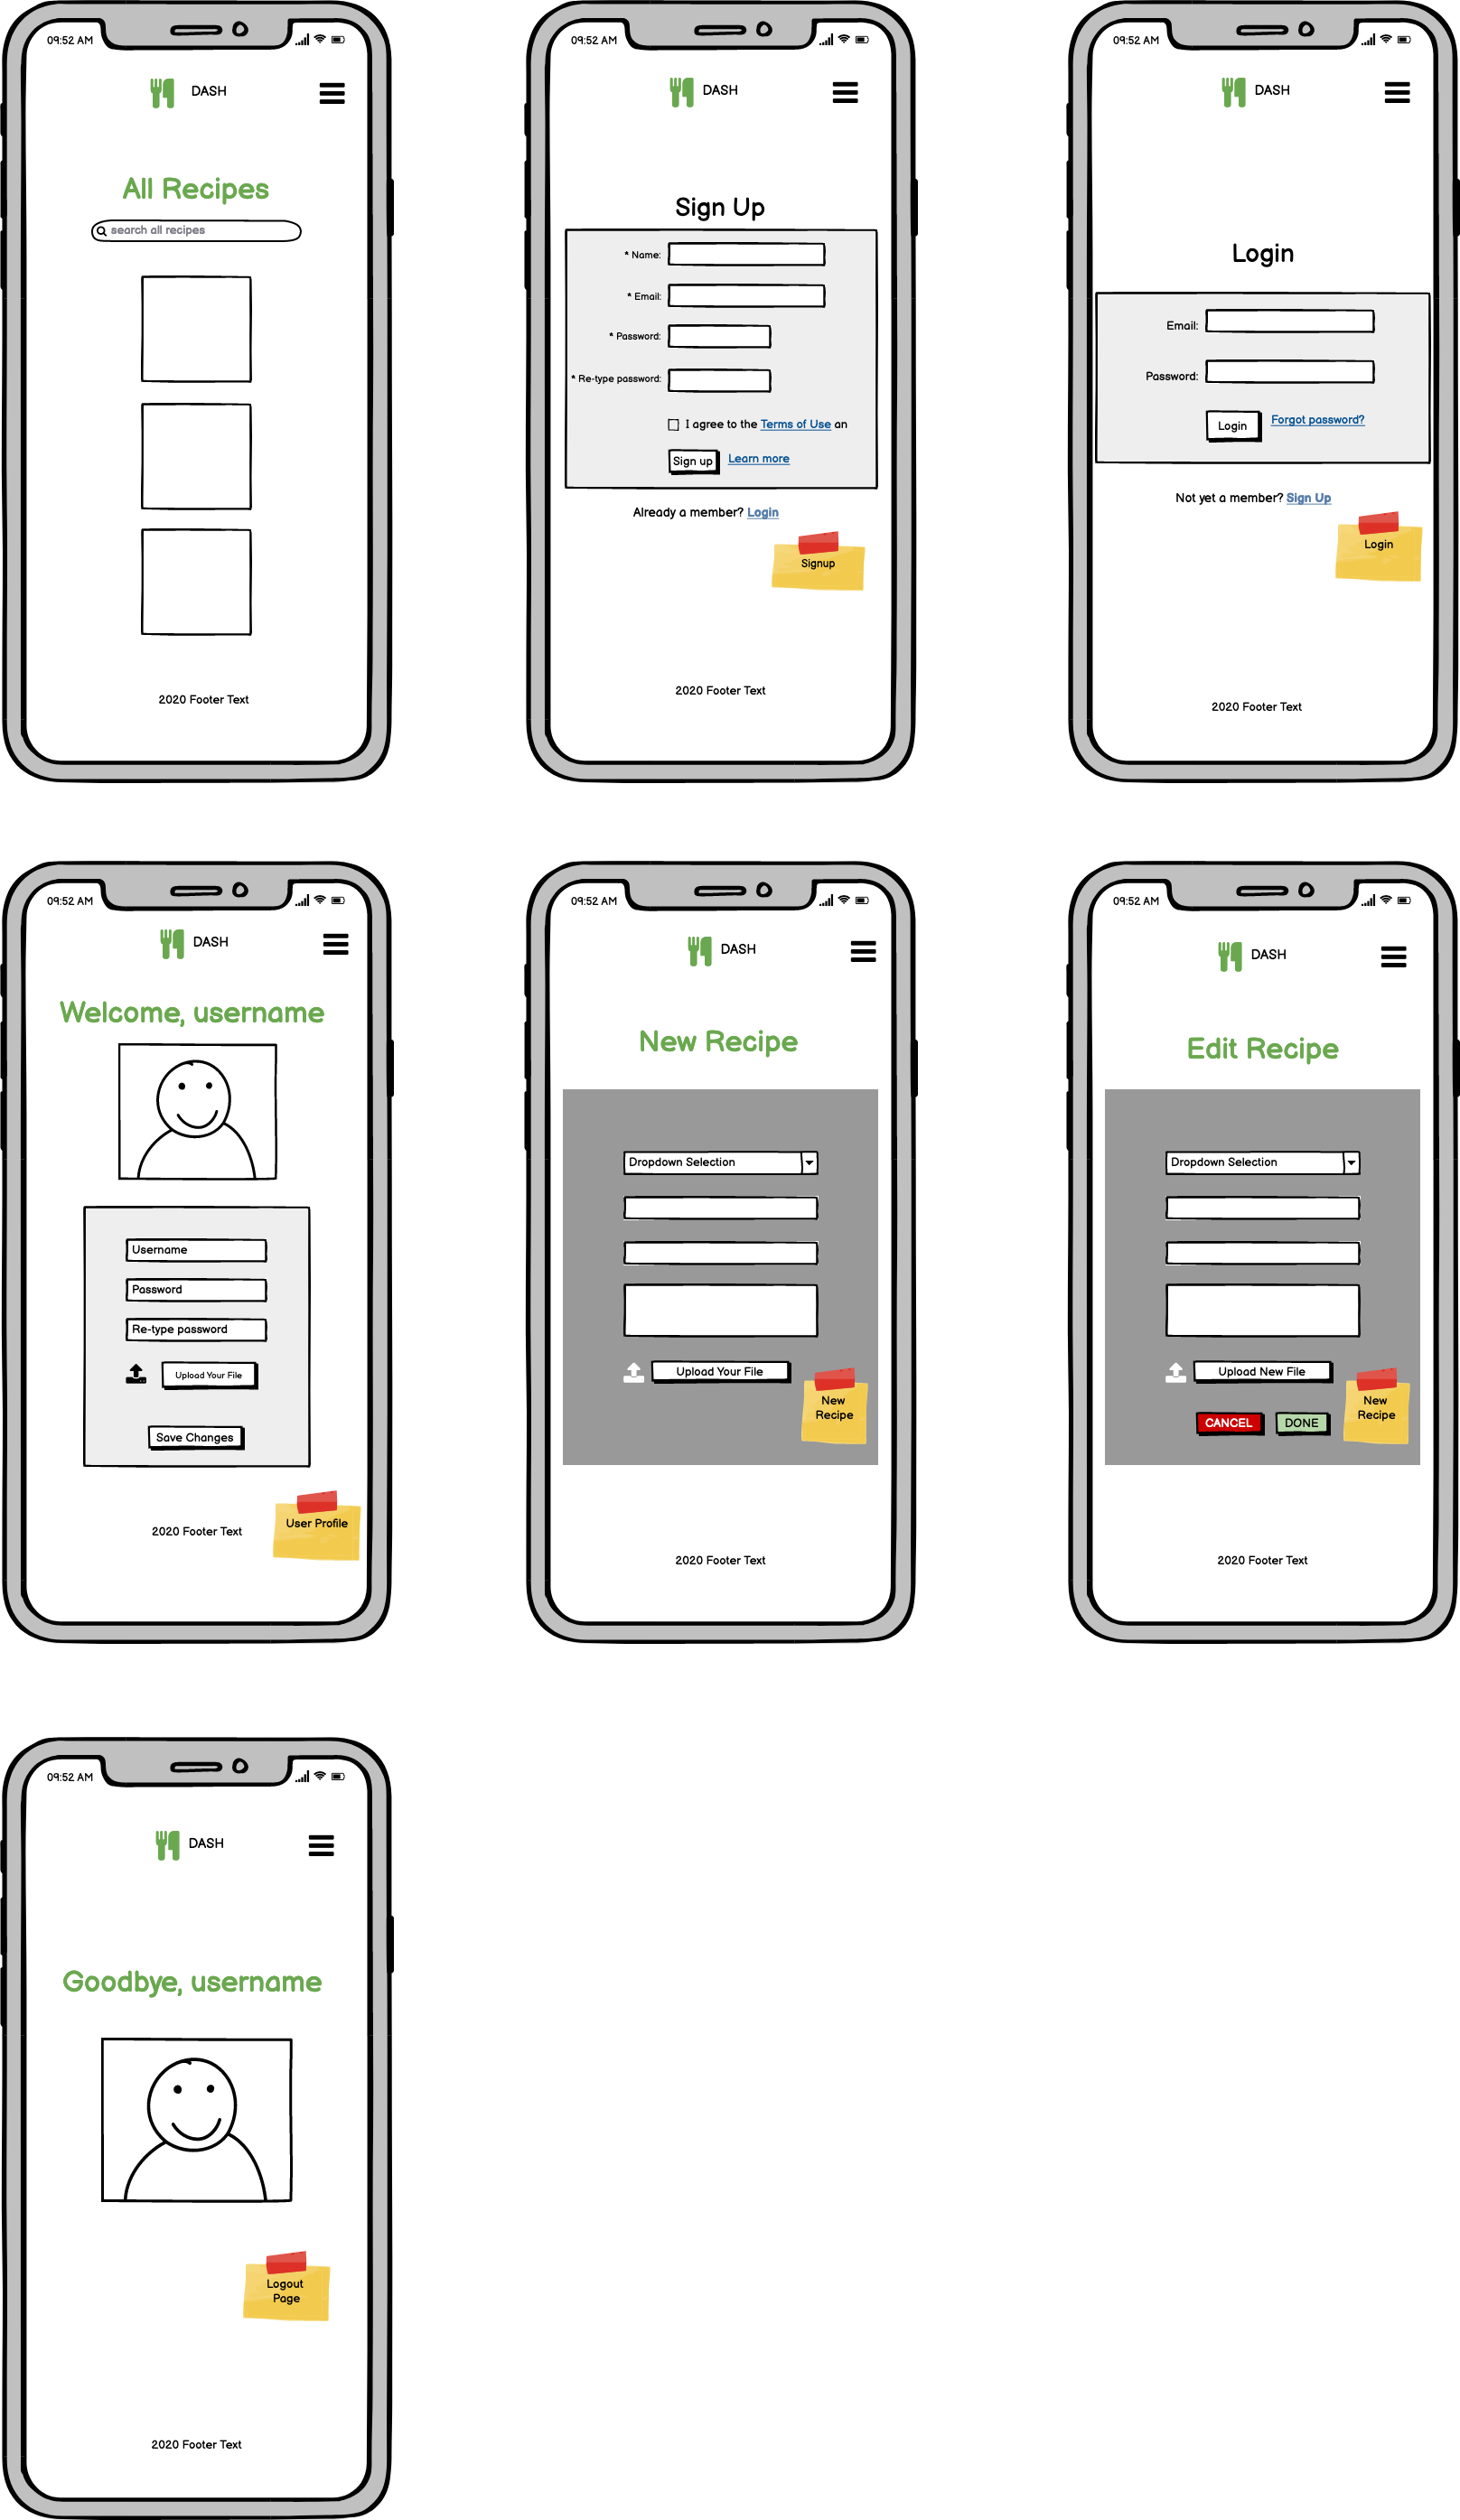 09:52 AM
DASH
All Recipes
search all recipes
2020 Footer Text
09:52 AM
DASH
Sign Up
* Name:
* Email:
* Password:
* Re-type password:
I agree to the Terms of Use an
Sign up Learn more
Already a member? Login
Signup
2020 Footer Text
09:52 AM
DASH
Login
Email:
Password:
Login Forgot password?
Not yet a member? Sign Up
Login
2020 Footer Text
09:52 AM
DASH
Welcome, username
Username
Password
Re-type password
Upload Your File
Save Changes
User Profile
2020 Footer Text
09:52 AM
DASH
New Recipe
Dropdown Selection
Upload Your File
New
Recipe
2020 Footer Text
09:52 AM
DASH
Edit Recipe
Dropdown Selection
Upload New File
New
Recipe
CANCEL DONE
2020 Footer Text
09:52 AM
DASH
Goodbye, username
Logout
Page
2020 Footer Text